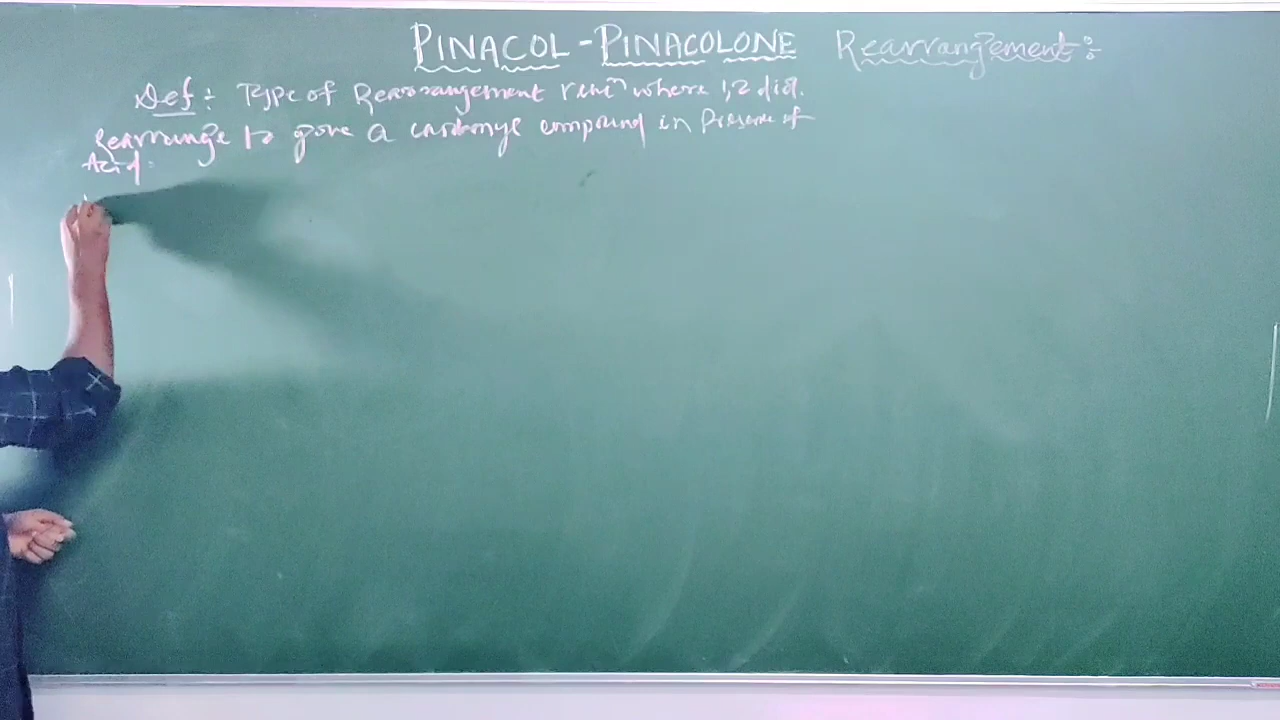 PINACOL - PINACOLONE Rearrangement:
Def: Type of Rearrangement rexnⁿ where 1,2 diol.
Rearrange to give a carbonyl compound in Presence of
Acid.